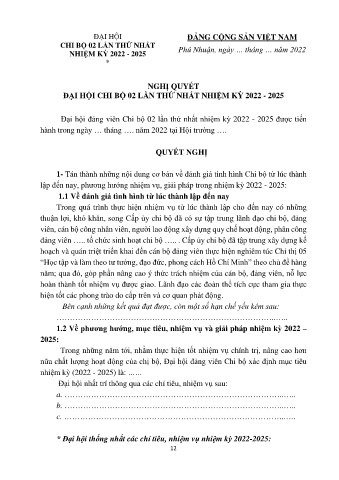 ĐẠI HỘI
CHI BỘ 02 LẦN THỨ NHẤT
NHIỆM KỲ 2022 - 2025
*
ĐẢNG CỘNG SẢN VIỆT NAM
Phú Nhuận, ngày … tháng … năm 2022
NGHỊ QUYẾT
ĐẠI HỘI CHI BỘ 02 LẦN THỨ NHẤT NHIỆM KỲ 2022 - 2025
Đại hội đảng viên Chi bộ 02 lần thứ nhất nhiệm kỳ 2022 - 2025 được tiến
hành trong ngày … tháng …. năm 2022 tại Hội trường ….
QUYẾT NGHỊ
1- Tán thành những nội dung cơ bản về đánh giá tình hình Chi bộ từ lúc thành
lập đến nay, phương hướng nhiệm vụ, giải pháp trong nhiệm kỳ 2022 - 2025:
1.1 Về đánh giá tình hình từ lúc thành lập đến nay
Trong quá trình thực hiện nhiệm vụ từ lúc thành lập cho đến nay có những
thuận lợi, khó khăn, song Cấp ủy chi bộ đã có sự tập trung lãnh đạo chi bộ, đảng
viên, cán bộ công nhân viên, người lao động xây dựng quy chế hoạt động, phân công
đảng viên ….. tổ chức sinh hoạt chi bộ ….. . Cấp ủy chi bộ đã tập trung xây dựng kế
hoạch và quán triệt triển khai đến cán bộ đảng viên thực hiện nghiêm túc Chỉ thị 05
“Học tập và làm theo tư tưởng, đạo đức, phong cách Hồ Chí Minh” theo chủ đề hàng
năm; qua đó, góp phần nâng cao ý thức trách nhiệm của cán bộ, đảng viên, nỗ lực
hoàn thành tốt nhiệm vụ được giao. Lãnh đạo các đoàn thể tích cực tham gia thực
hiện tốt các phong trào do cấp trên và cơ quan phát động.
Bên cạnh những kết quả đạt được, còn một số hạn chế yếu kém sau:
……………………………………………………………………….…..
1.2 Về phương hướng, mục tiêu, nhiệm vụ và giải pháp nhiệm kỳ 2022 –
2025:
Trong những năm tới, nhằm thực hiện tốt nhiệm vụ chính trị, nâng cao hơn
nữa chất lượng hoạt động của chị bộ, Đại hội đảng viên Chi bộ xác định mục tiêu
nhiệm kỳ (2022 - 2025) là: ……
Đại hội nhất trí thông qua các chỉ tiêu, nhiệm vụ sau:
a. ……………………………………………………………………..…..
b. ……………………………………………………………………..…..
c. ……………………………………………………………………..…..
* Đại hội thống nhất các chỉ tiêu, nhiệm vụ nhiệm kỳ 2022-2025:
12